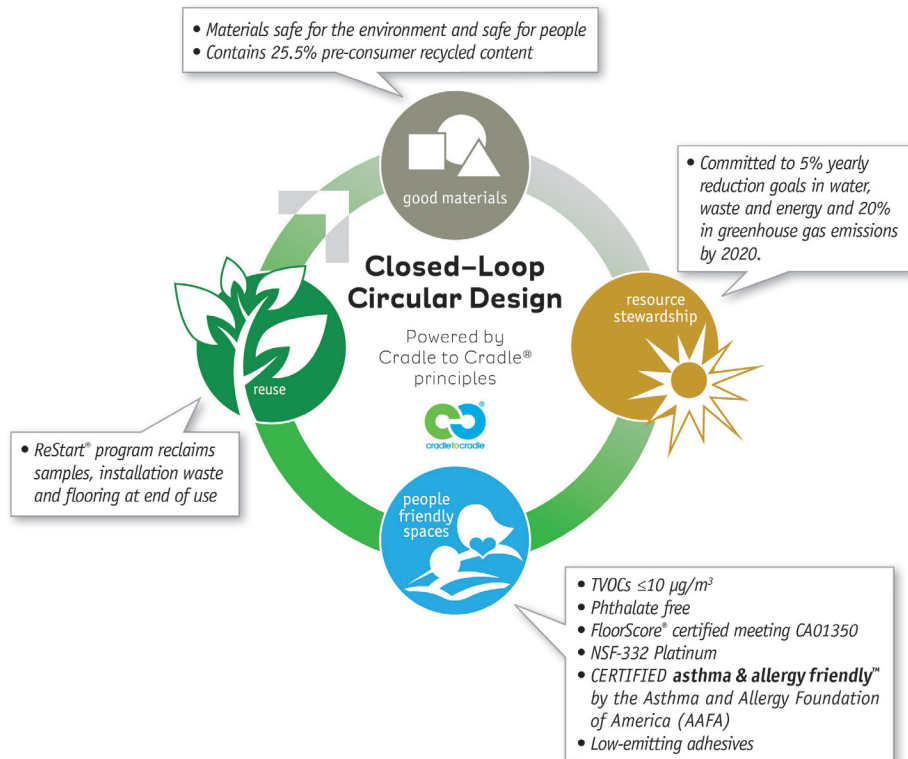 • Materials safe for the environment and safe for people
• Contains 25.5% pre-consumer recycled content
good materials
• Committed to 5% yearly
reduction goals in water,
waste and energy and 20%
in greenhouse gas emissions
by 2020.
resource
stewardship
Closed–Loop
Circular Design
Powered by
Cradle to Cradle®
principles
®
cradletocradle
reuse
• ReStart® program reclaims
samples, installation waste
and flooring at end of use
people
friendly
spaces
• TVOCs ≤10 µg/m³
• Phthalate free
• FloorScore® certified meeting CA01350
• NSF-332 Platinum
• CERTIFIED asthma & allergy friendly™
by the Asthma and Allergy Foundation
of America (AAFA)
• Low-emitting adhesives